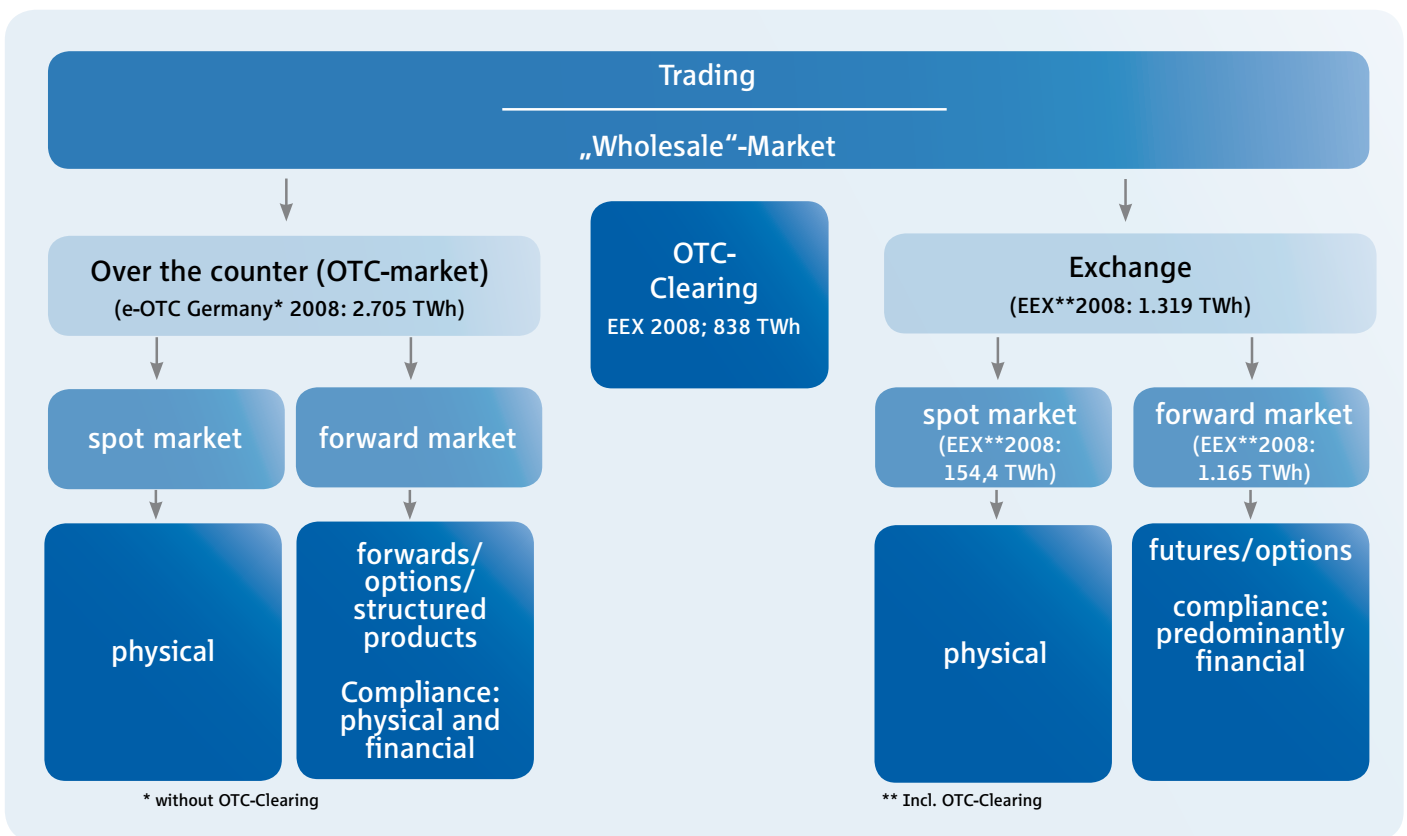 Trading
„Wholesale“-Market
Over the counter (OTC-market)
(e-OTC Germany* 2008: 2.705 TWh)
OTC-
Clearing
EEX 2008; 838 TWh
Exchange
(EEX**2008: 1.319 TWh)
spot market
forward market
spot market
(EEX**2008:
154,4 TWh)
forward market
(EEX**2008:
1.165 TWh)
physical
forwards/
options/
structured
products
Compliance:
physical and
financial
physical
futures/options
compliance:
predominantly
financial
* without OTC-Clearing
** Incl. OTC-Clearing